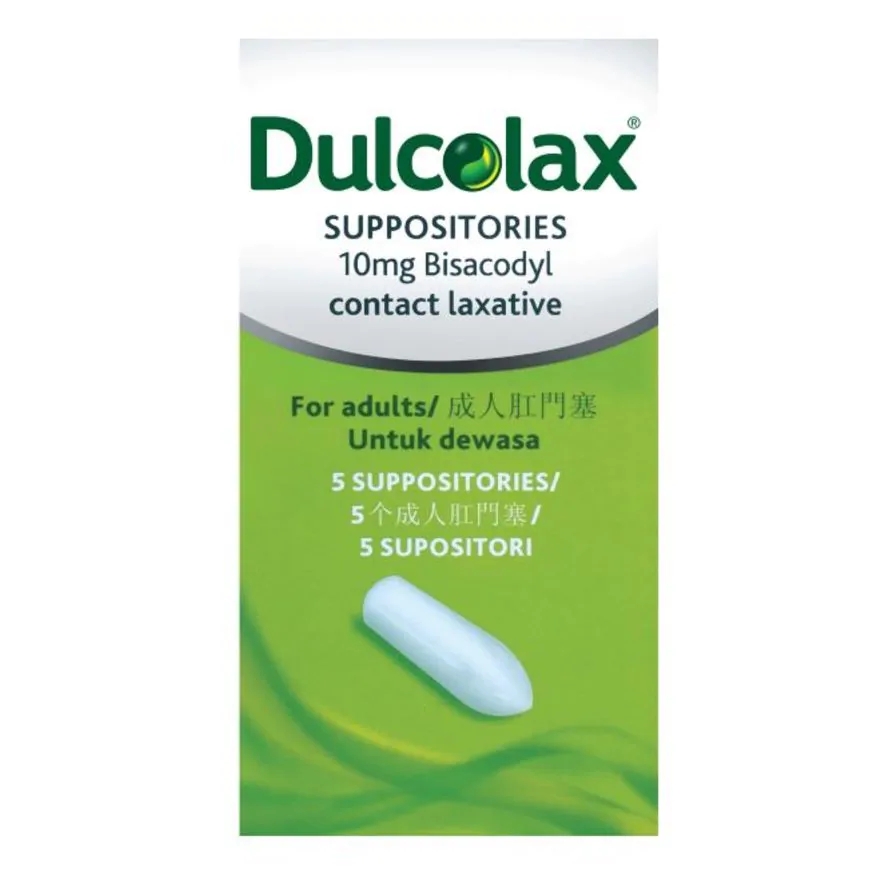 Dulcolax®
SUPPOSITORIES
10mg Bisacodyl
contact laxative
For adults/ 成人肛門塞
Untuk dewasa
5 SUPPOSITORIES/
5个成人肛門塞/
5 SUPOSITORI